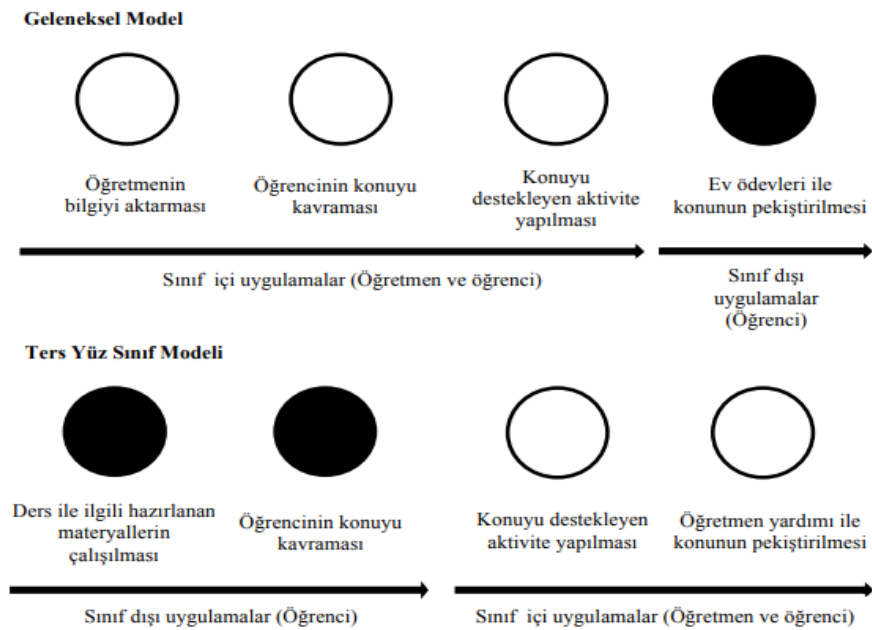 Geleneksel Model
Öğretmenin
bilgiyi aktarması
Öğrencinin konuyu
kavraması
Konuyu
destekleyen aktivite
yapılması
Ev ödevleri ile
konunun pekiştirilmesi
Sınıf içi uygulamalar (Öğretmen ve öğrenci)
Sınıf dışı
uygulamalar
(Öğrenci)
Ters Yüz Sınıf Modeli
Ders ile ilgili hazırlanan
materyallerin
çalışılması
Öğrencinin konuyu
kavraması
Konuyu destekleyen
aktivite yapılması
Öğretmen yardımı ile
konunun pekiştirilmesi
Sınıf dışı uygulamalar (Öğrenci)
Sınıf içi uygulamalar (Öğretmen ve öğrenci)